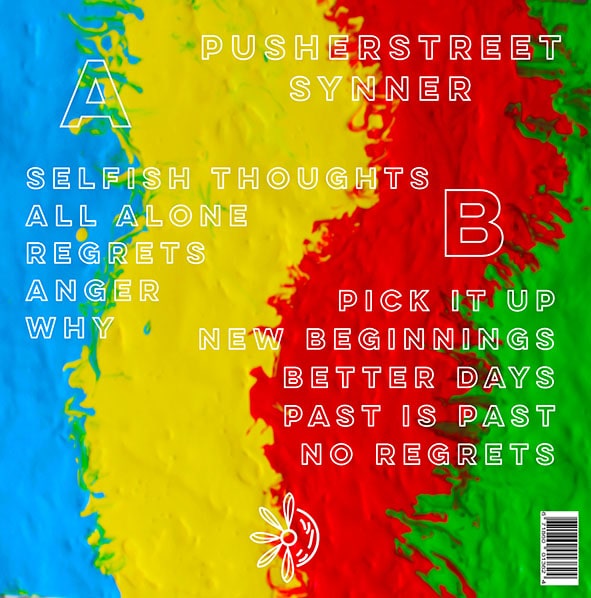 PUSHERSTREET
SYNNER
A
SELFISH THOUGHTS
ALL ALONE
REGRETS
ANGER
WHY
B
PICK IT UP
NEW BEGINNINGS
BETTER DAYS
PAST IS PAST
NO REGRETS